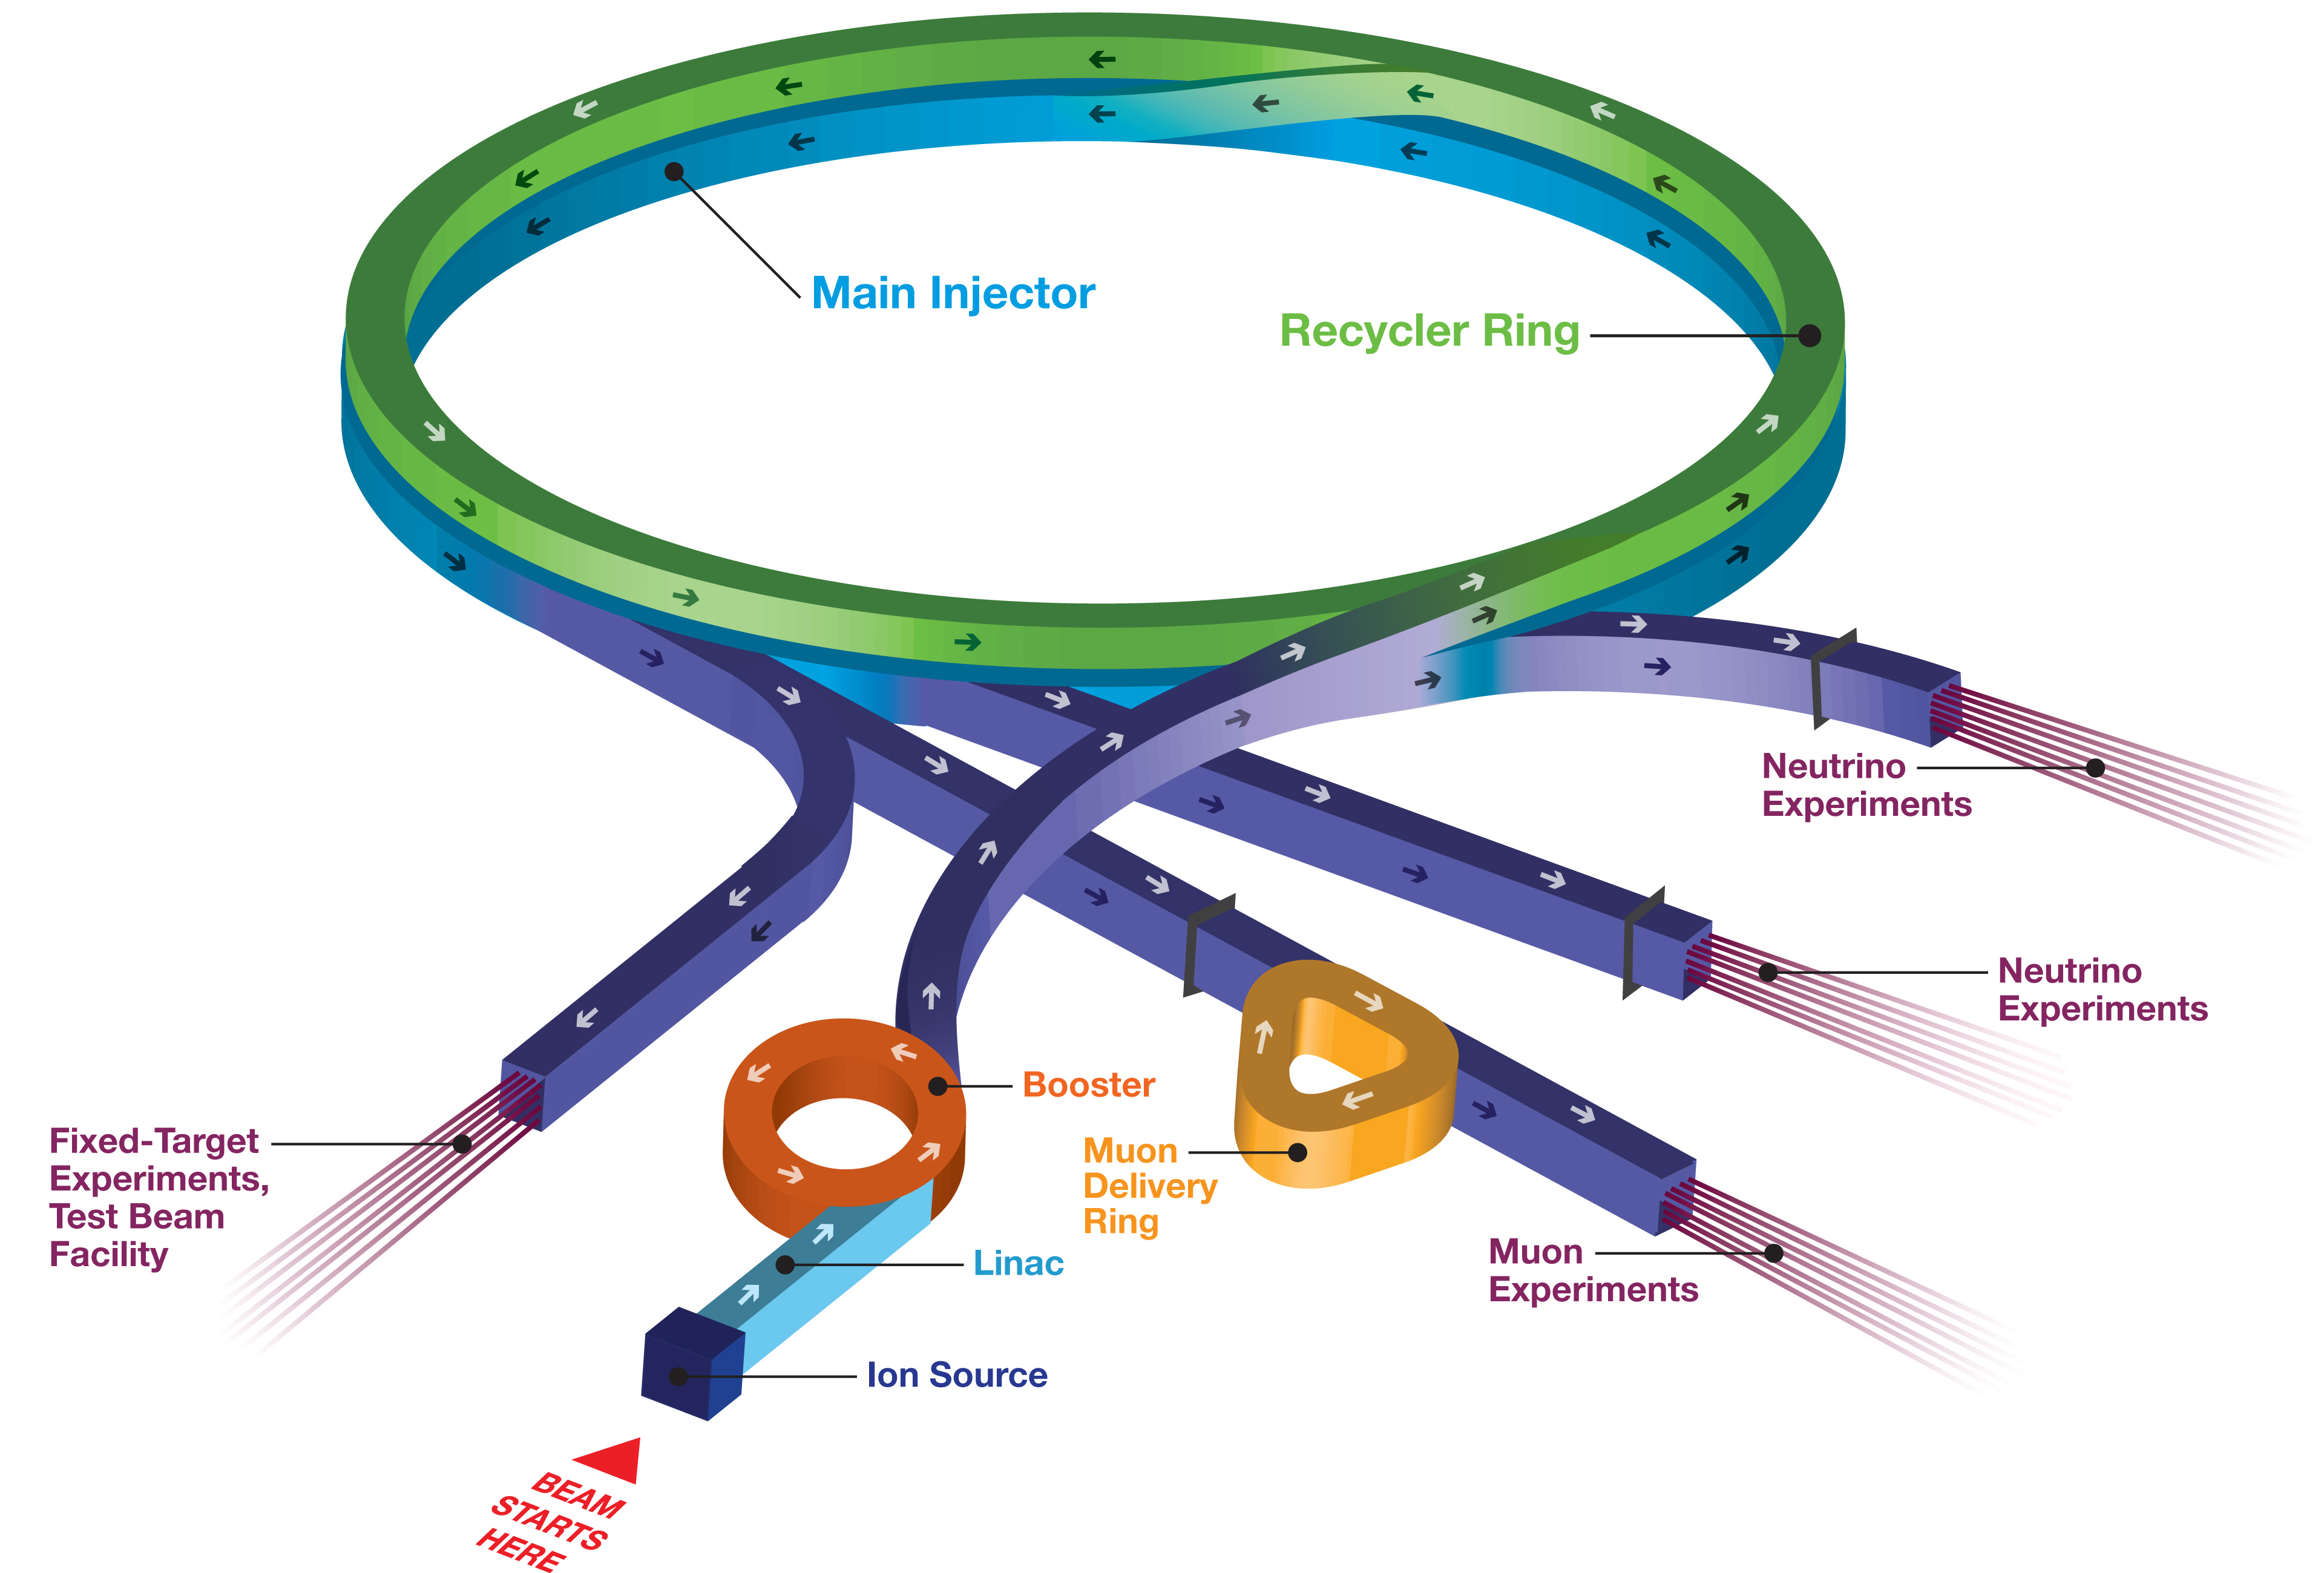 Main Injector
Recycler Ring
Neutrino
Experiments
Neutrino
Experiments
Booster
Fixed-Target
Experiments,
Test Beam
Facility
Muon
Delivery
Ring
Linac
Muon
Experiments
Ion Source
BEAM
STARTS
HERE